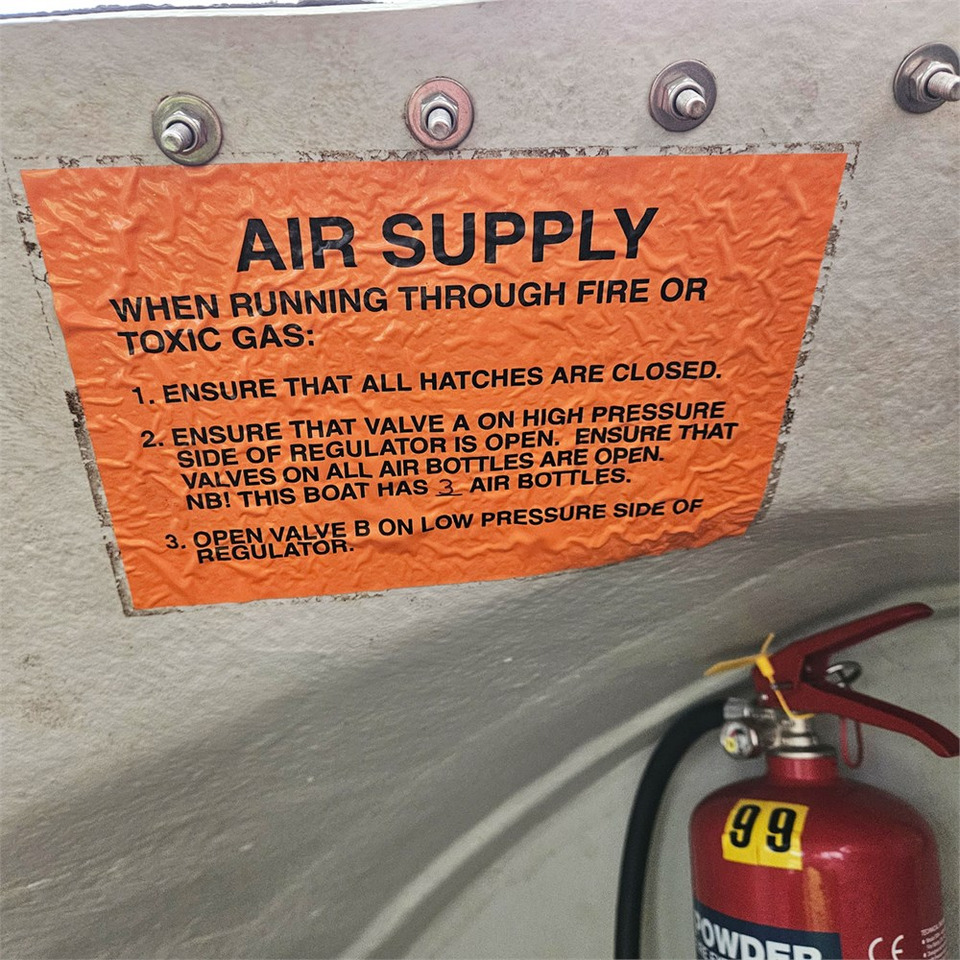 AIR SUPPLY
WHEN RUNNING THROUGH FIRE OR
TOXIC GAS:
1. ENSURE THAT ALL HATCHES ARE CLOSED.
2. ENSURE THAT VALVE A ON HIGH PRESSURE
SIDE OF REGULATOR IS OPEN. ENSURE THAT
VALVES ON ALL AIR BOTTLES ARE OPEN.
NB! THIS BOAT HAS 3 AIR BOTTLES.
3. OPEN VALVE B ON LOW PRESSURE SIDE OF
REGULATOR.
99
POWDER
CE